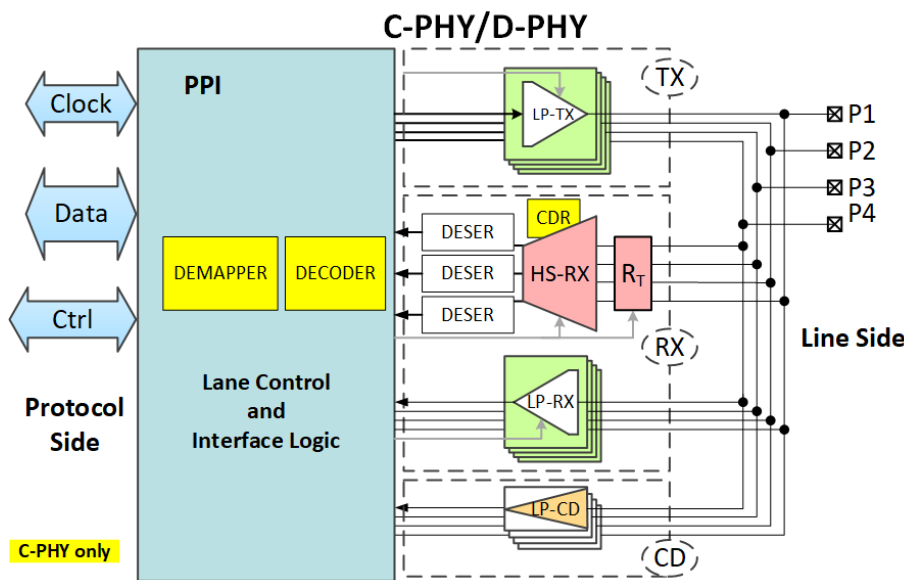 C-PHY/D-PHY
PPI
TX
Clock
LP-TX
P1
P2
P3
P4
Data
CDR
DESER
DEMAPPER
DECODER
DESER
HS-RX
RT
DESER
Ctrl
RX
Line Side
Protocol
Side
Lane Control
and
Interface Logic
LP-RX
LP-CD
CD
C-PHY only